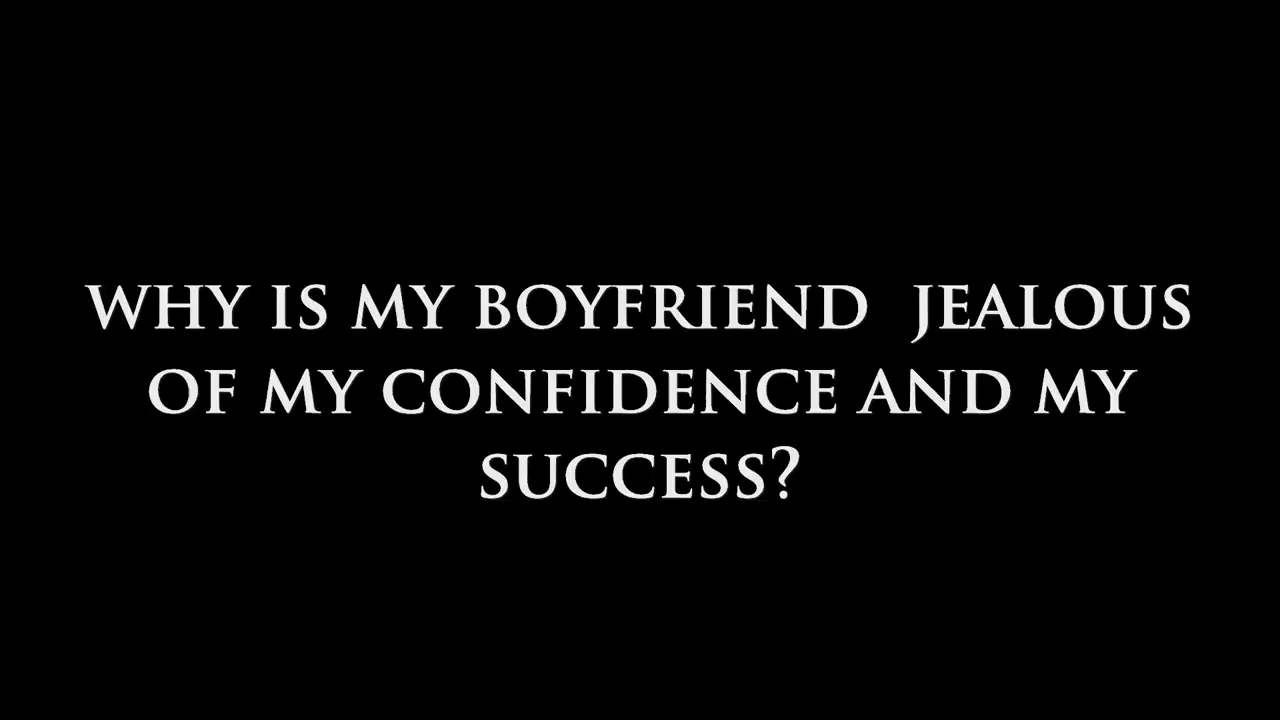 WHY IS MY BOYFRIEND JEALOUS
OF MY CONFIDENCE AND MY
SUCCESS?